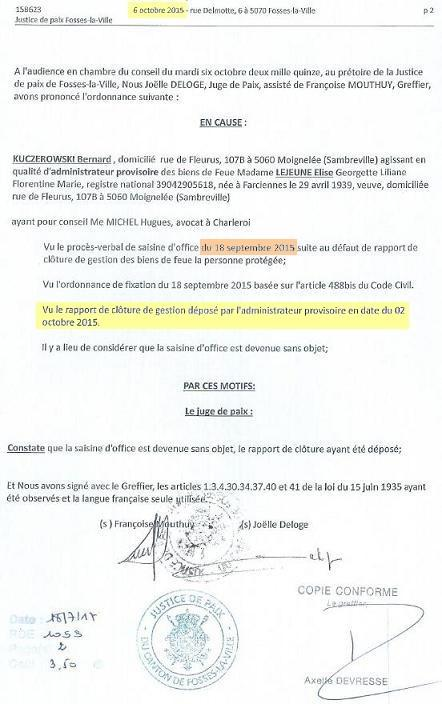 158623
6 octobre 2015 - rue Delmotte, 6 à 5070 Fosses-la-Ville
p 2
Justice de paix Fosses-la-Ville
A l'audience en chambre du conseil du mardi six octobre deux mille quinze, au prétoire de la Justice
de paix de Fosses-la-Ville, Nous Joëlle DELOGE, Juge de Paix, assisté de Françoise MOUTHUY, Greffier,
avons prononcé l'ordonnance suivante :
EN CAUSE :
KUCZEROWSKI Bernard , domicilié rue de Fleurus, 107B à 5060 Moignelée (Sambreville) agissant en
qualité d'administrateur provisoire des biens de Feue Madame LEJEUNE Elise Georgette Liliane
Florentine Marie, registre national 39042905618, née à Farciennes le 29 avril 1939, veuve, domiciliée
rue de Fleurus, 107B à 5060 Moignelée (Sambreville)
ayant pour conseil Me MICHEL Hugues, avocat à Charleroi
Vu le procès-verbal de saisine d'office du 18 septembre 2015 suite au défaut de rapport de
clôture de gestion des biens de feue la personne protégée;
Vu l'ordonnance de fixation du 18 septembre 2015 basée sur l'article 488bis du Code Civil.
Vu le rapport de clôture de gestion déposé par l'administrateur provisoire en date du 02
octobre 2015.
Il y a lieu de considérer que la saisine d'office est devenue sans objet;
PAR CES MOTIFS:
Le juge de paix :
Constate que la saisine d'office est devenue sans objet, le rapport de clôture ayant été déposé;
Et Nous avons signé avec le Greffier, les articles 1.3.4.30.34.37.40 et 41 de la loi du 15 juin 1935 ayant
été observés et la langue française seule utilisée.
(s ) Françoise Mouthuy
(s) Joëlle Deloge
COPIE CONFORME
Le greffier,
Date : 18/7/17
RDE 1053
2
3,50
JUSTICE DE PAIX
DU CANTON DE FOSSES-LA-VILLE
Axelle DEVRESSE